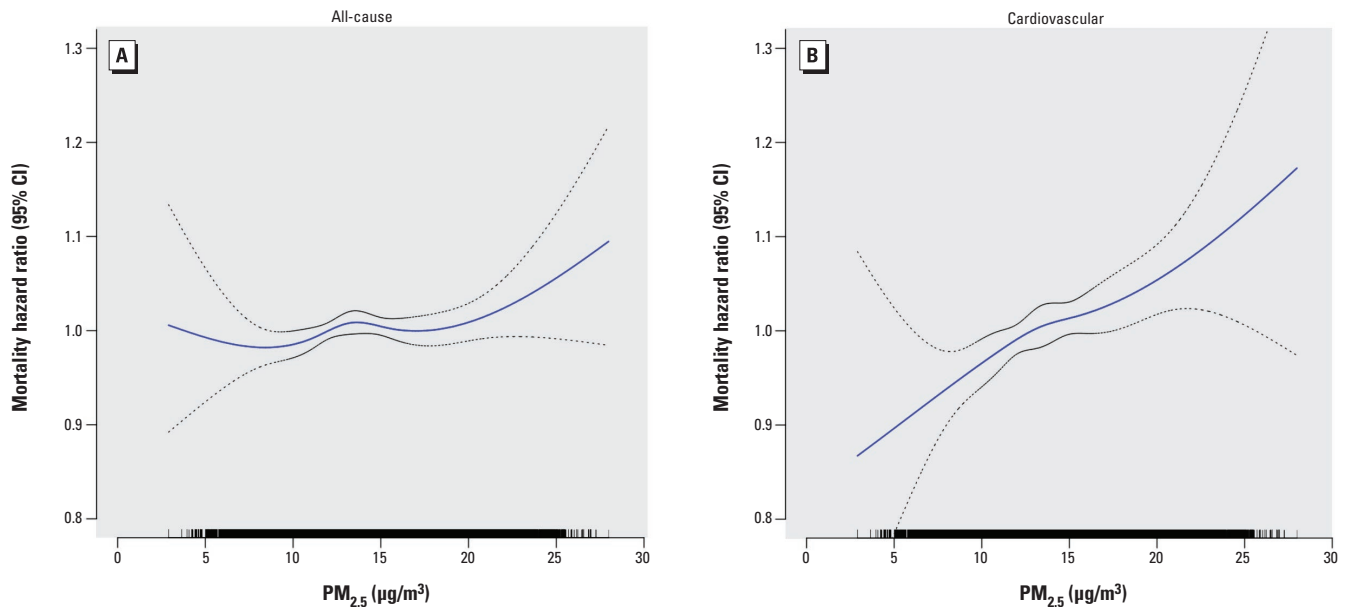 All-cause
A
Mortality hazard ratio (95% CI)
1.3
1.2
1.1
1.0
0.9
0.8
0 5 10 15 20 25 30
PM2.5 (µg/m³)
Cardiovascular
B
Mortality hazard ratio (95% CI)
1.3
1.2
1.1
1.0
0.9
0.8
0 5 10 15 20 25 30
PM2.5 (µg/m³)